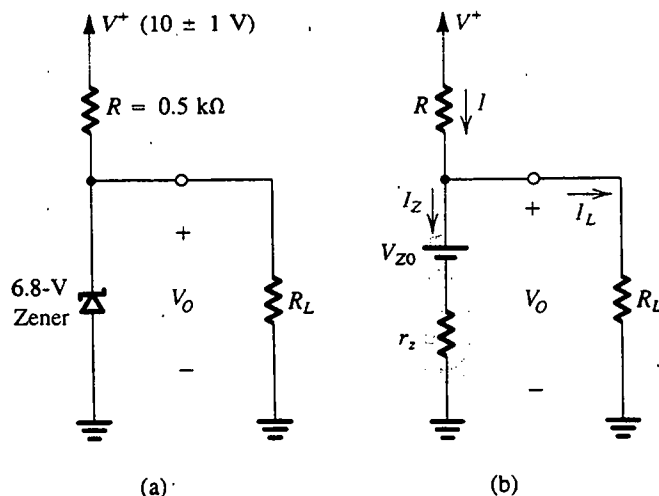 V⁺ (10 ± 1 V)
R = 0.5 kΩ
+
6.8-V
Zener
V_O
R_L
−
(a)
V⁺
R
I
I_Z
+
I_L
V_Z0
V_O
R_L
r_z
−
(b)